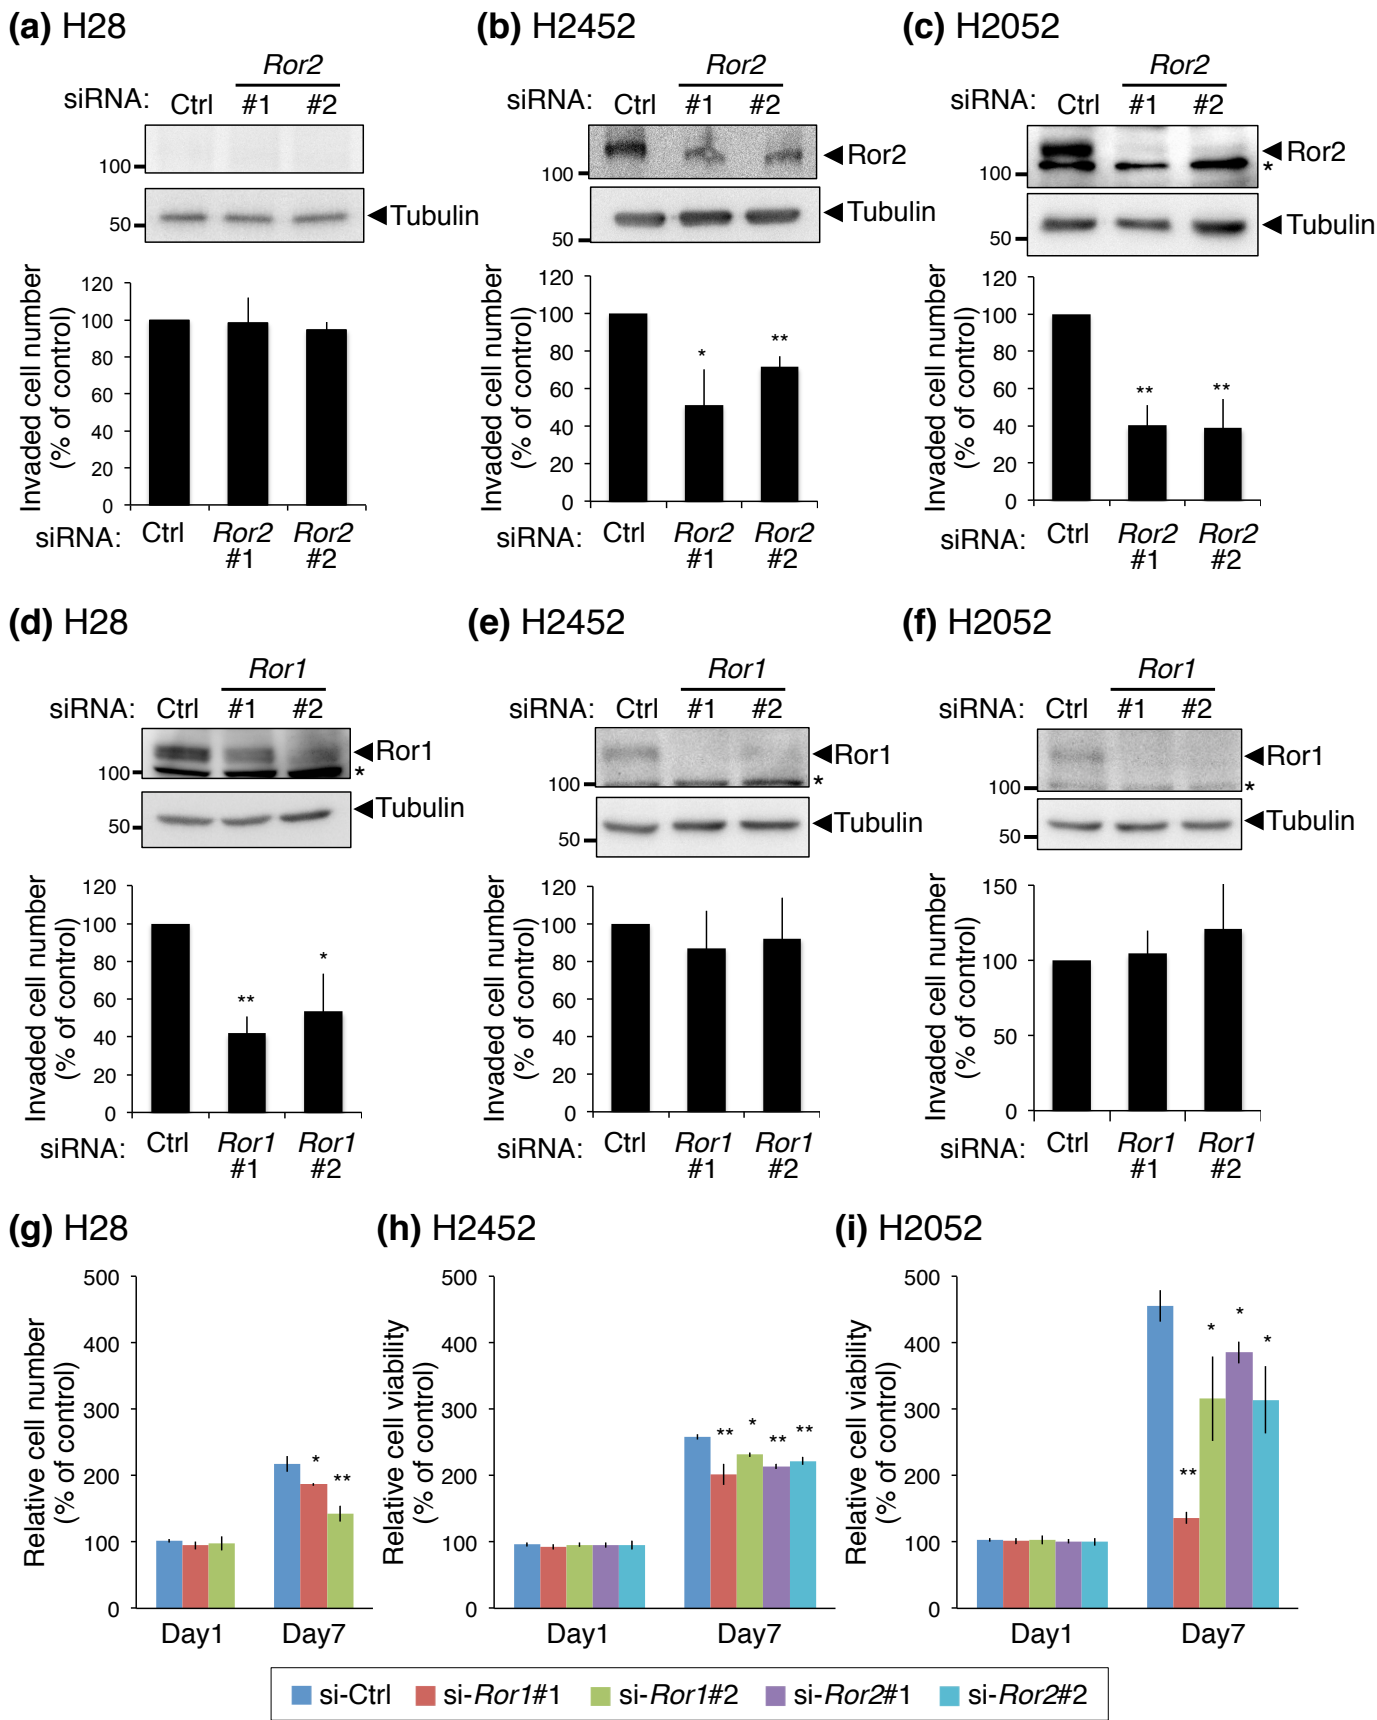 (a) H28
Ror2
siRNA: Ctrl #1 #2
100
50
Tubulin
Invaded cell number
(% of control)
120
100
80
60
40
20
0
siRNA: Ctrl Ror2 Ror2
#1 #2
(b) H2452
Ror2
siRNA: Ctrl #1 #2
Ror2
100
Tubulin
50
Invaded cell number
(% of control)
120
100
80
60
40
20
0
*
**
siRNA: Ctrl Ror2 Ror2
#1 #2
(c) H2052
Ror2
siRNA: Ctrl #1 #2
Ror2
*
100
Tubulin
50
Invaded cell number
(% of control)
120
100
80
60
40
20
0
** **
siRNA: Ctrl Ror2 Ror2
#1 #2
(d) H28
Ror1
siRNA: Ctrl #1 #2
Ror1
100 *
Tubulin
50
Invaded cell number
(% of control)
120
100
80
60
40
20
0
**
*
siRNA: Ctrl Ror1 Ror1
#1 #2
(e) H2452
Ror1
siRNA: Ctrl #1 #2
Ror1
100 *
Tubulin
50
Invaded cell number
(% of control)
120
100
80
60
40
20
0
siRNA: Ctrl Ror1 Ror1
#1 #2
(f) H2052
Ror1
siRNA: Ctrl #1 #2
Ror1
100 *
Tubulin
50
Invaded cell number
(% of control)
150
100
50
0
siRNA: Ctrl Ror1 Ror1
#1 #2
(g) H28
Relative cell number
(% of control)
500
400
300
200
100
0
* **
Day1 Day7
(h) H2452
Relative cell viability
(% of control)
500
400
300
200
100
0
** * ** **
Day1 Day7
(i) H2052
Relative cell viability
(% of control)
500
400
300
200
100
0
** * * *
Day1 Day7
si-Ctrl si-Ror1#1 si-Ror1#2 si-Ror2#1 si-Ror2#2